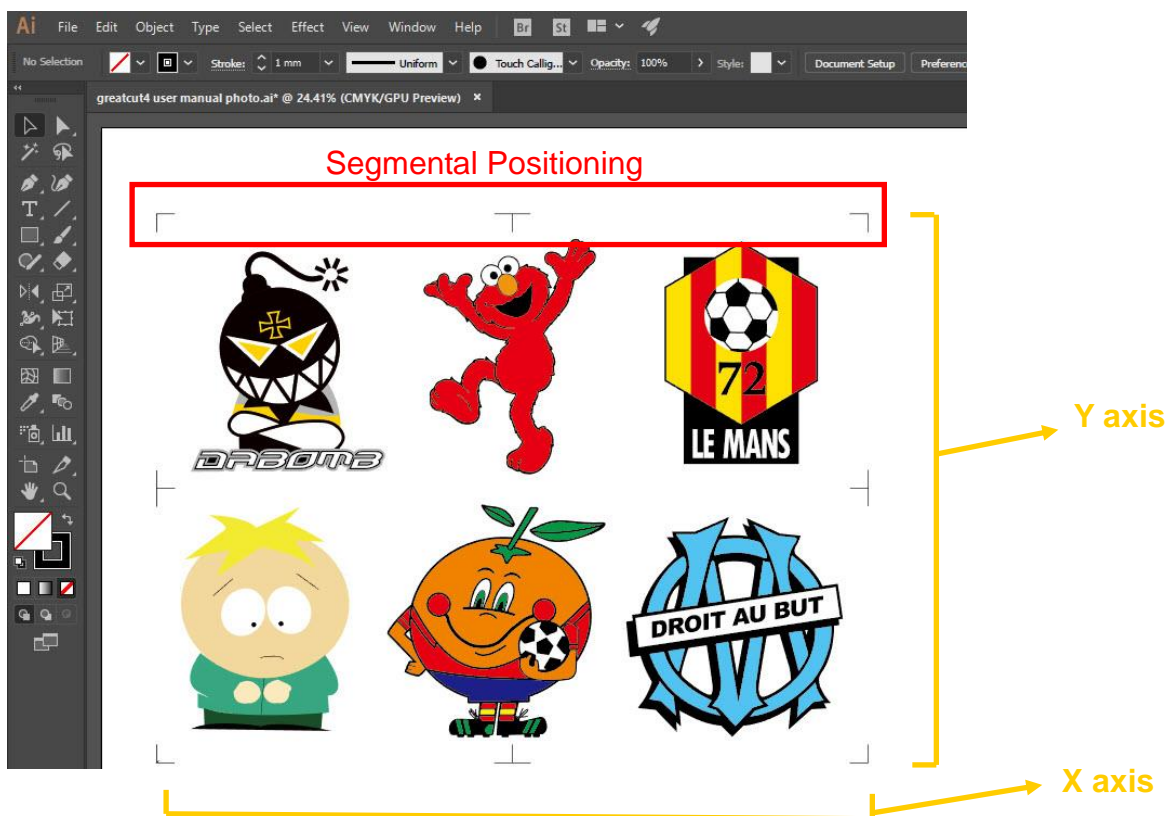 Ai File Edit Object Type Select Effect View Window Help Br St
No Selection Stroke: 1 mm Uniform Touch Callig... Opacity: 100% Style: Document Setup Preferenc
greatcut4 user manual photo.ai* @ 24.41% (CMYK/GPU Preview) ×
Segmental Positioning
72
LE MANS
DABOMB
Y axis
DROIT AU BUT
X axis